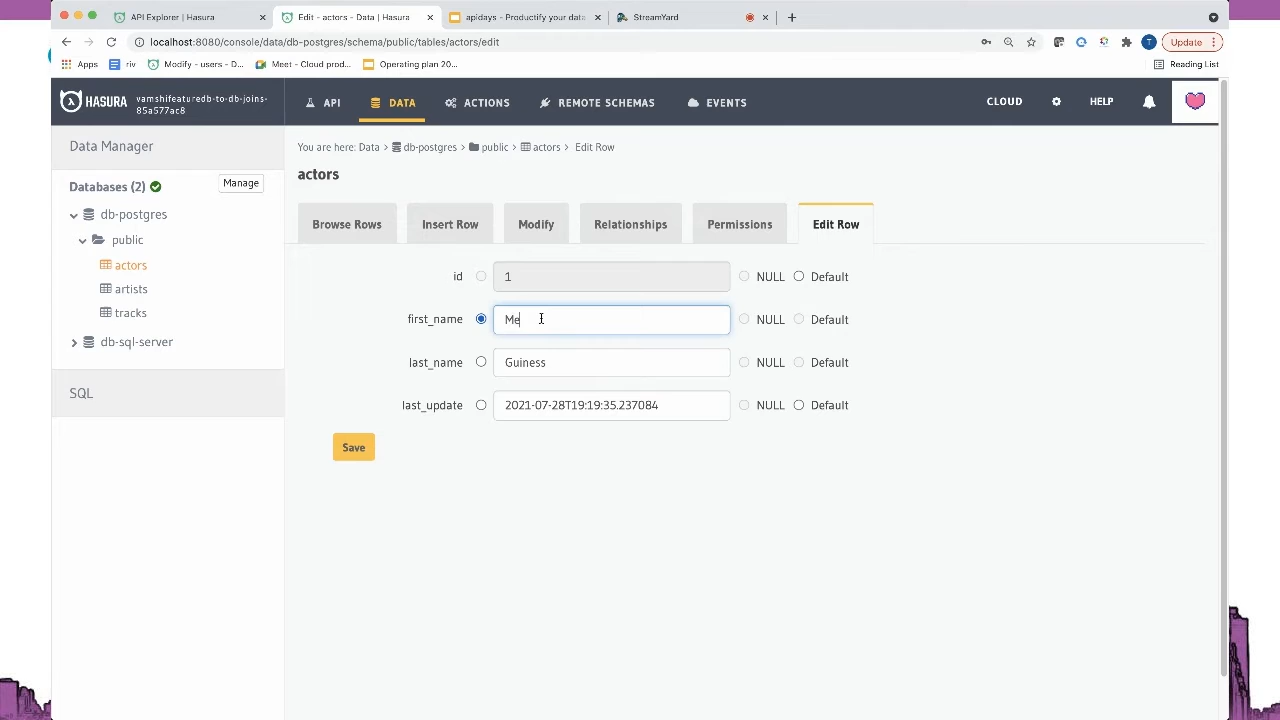 API Explorer | Hasura
Edit - actors - Data | Hasura
apidays - Productify your data
StreamYard
localhost:8080/console/data/db-postgres/schema/public/tables/actors/edit
Update
Apps
riv
Modify - users - D...
Meet - Cloud prod...
Operating plan 20...
Reading List
HASURA
vamshifeaturedb-to-db-joins-
85a577ac8
API
DATA
ACTIONS
REMOTE SCHEMAS
EVENTS
CLOUD
HELP
Data Manager
You are here: Data > db-postgres > public > actors > Edit Row
actors
Databases (2)
Manage
db-postgres
public
actors
artists
tracks
db-sql-server
SQL
Browse Rows
Insert Row
Modify
Relationships
Permissions
Edit Row
id 1 NULL Default
first_name Me NULL Default
last_name Guiness NULL Default
last_update 2021-07-28T19:19:35.237084 NULL Default
Save